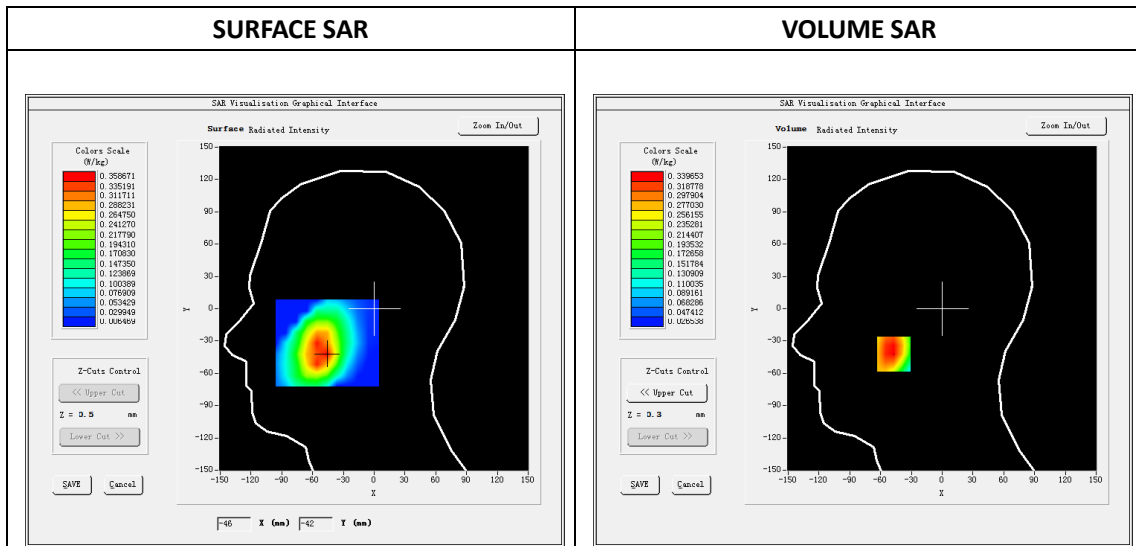 SURFACE SAR
VOLUME SAR
SAR Visualisation Graphical Interface
Surface Radiated Intensity
Zoom In/Out
Colors Scale
(W/kg)
0.358671
0.335191
0.311711
0.288231
0.264750
0.241270
0.217790
0.194310
0.170830
0.147350
0.123869
0.100389
0.076909
0.053429
0.029949
0.006469
150
120
90
60
30
0
-30
-60
-90
-120
-150
Y
-150 -120 -90 -60 -30 0 30 60 90 120 150
X
Z-Cuts Control
<< Upper Cut
Z = 0.5 mm
Lower Cut >>
SAVE Cancel
-46 X (mm) -42 Y (mm)
SAR Visualisation Graphical Interface
Volume Radiated Intensity
Zoom In/Out
Colors Scale
(W/kg)
0.339653
0.318778
0.297904
0.277030
0.256155
0.235281
0.214407
0.193532
0.172658
0.151784
0.130909
0.110035
0.089161
0.068286
0.047412
0.026538
150
120
90
60
30
0
-30
-60
-90
-120
-150
Y
-150 -120 -90 -60 -30 0 30 60 90 120 150
X
Z-Cuts Control
<< Upper Cut
Z = 0.3 mm
Lower Cut >>
SAVE Cancel